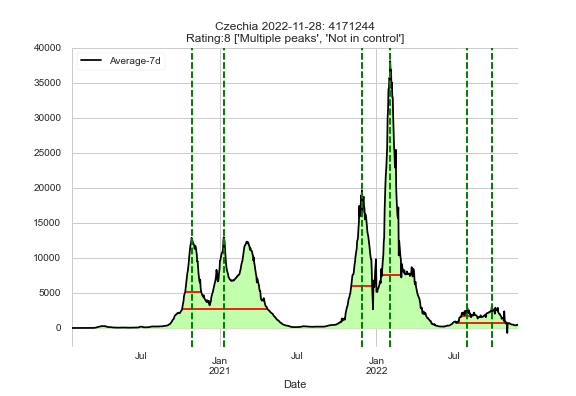 Czechia 2022-11-28: 4171244
Rating:8 ['Multiple peaks', 'Not in control']
Average-7d
40000
35000
30000
25000
20000
15000
10000
5000
0
Jul
Jan
2021
Jul
Jan
2022
Jul
Date